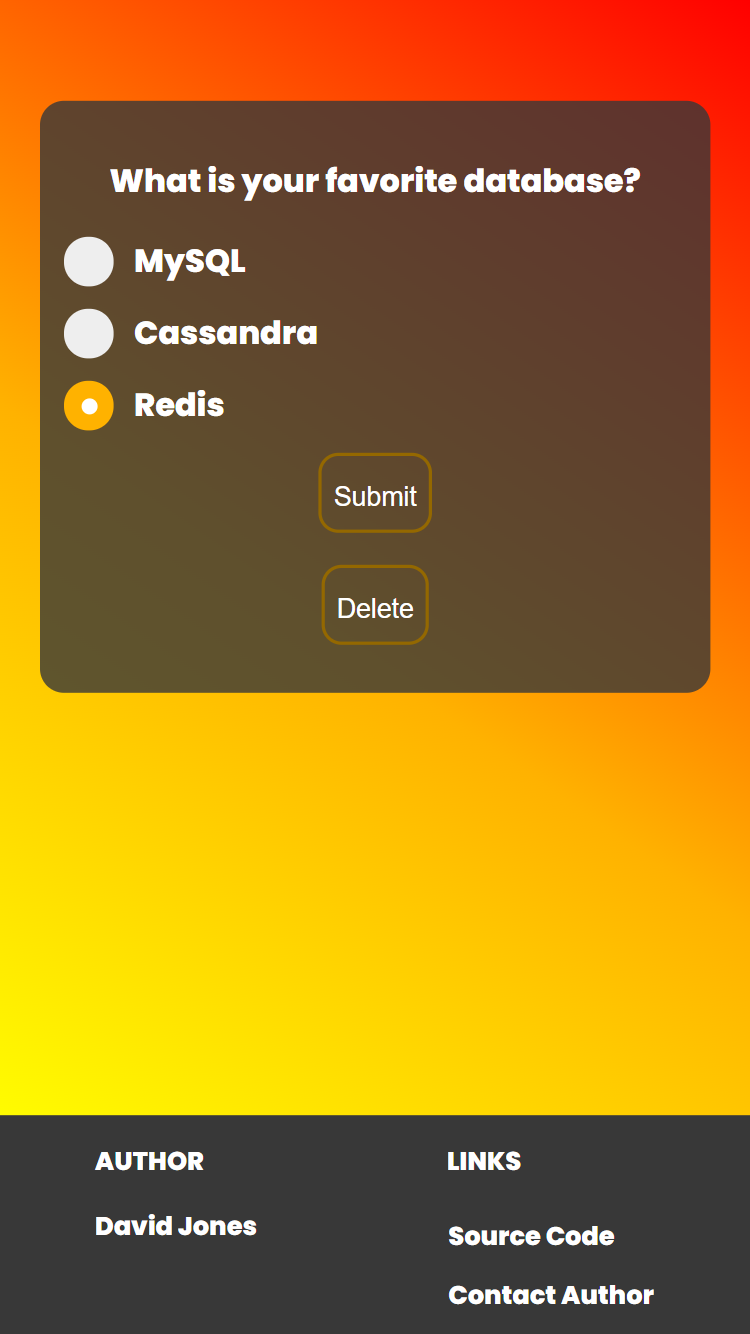 What is your favorite database?
MySQL
Cassandra
Redis
Submit
Delete
AUTHOR
David Jones
LINKS
Source Code
Contact Author